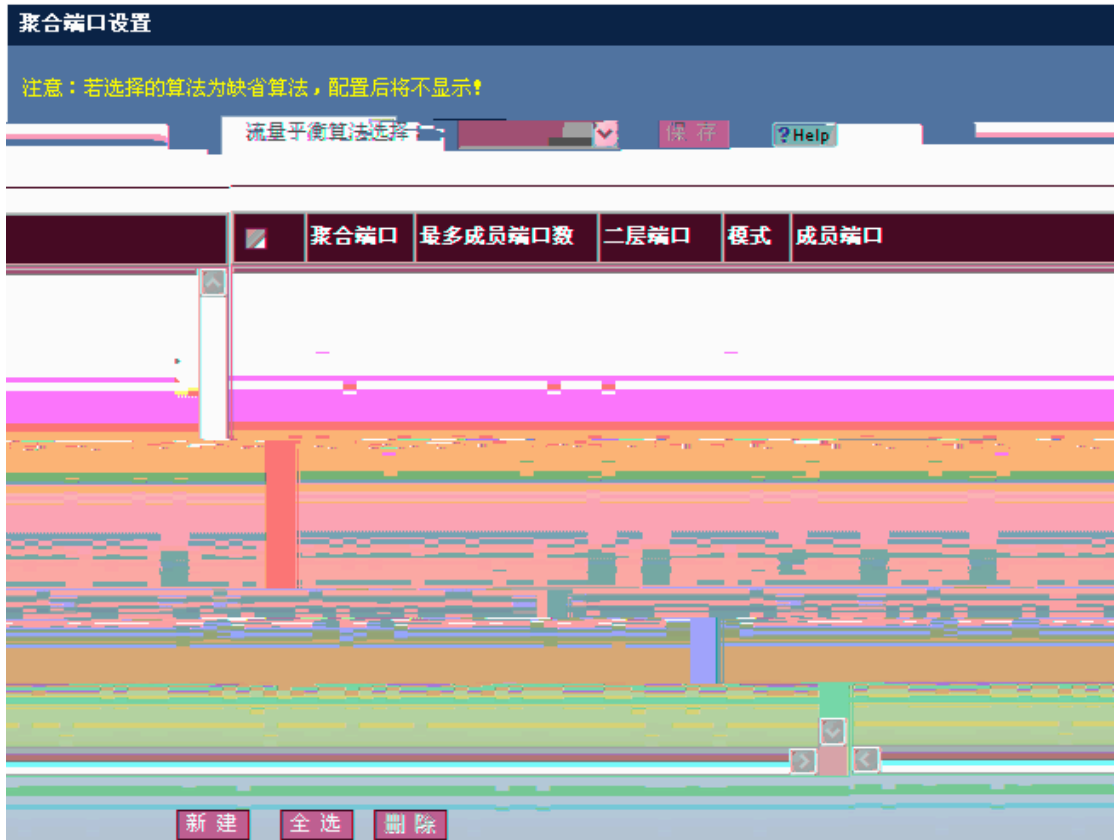 聚合端口设置
注意：若选择的算法为缺省算法，配置后将不显示！
流量平衡算法选择： 保 存 ?Help
聚合端口 最多成员端口数 二层端口 模式 成员端口
新 建 全 选 删 除